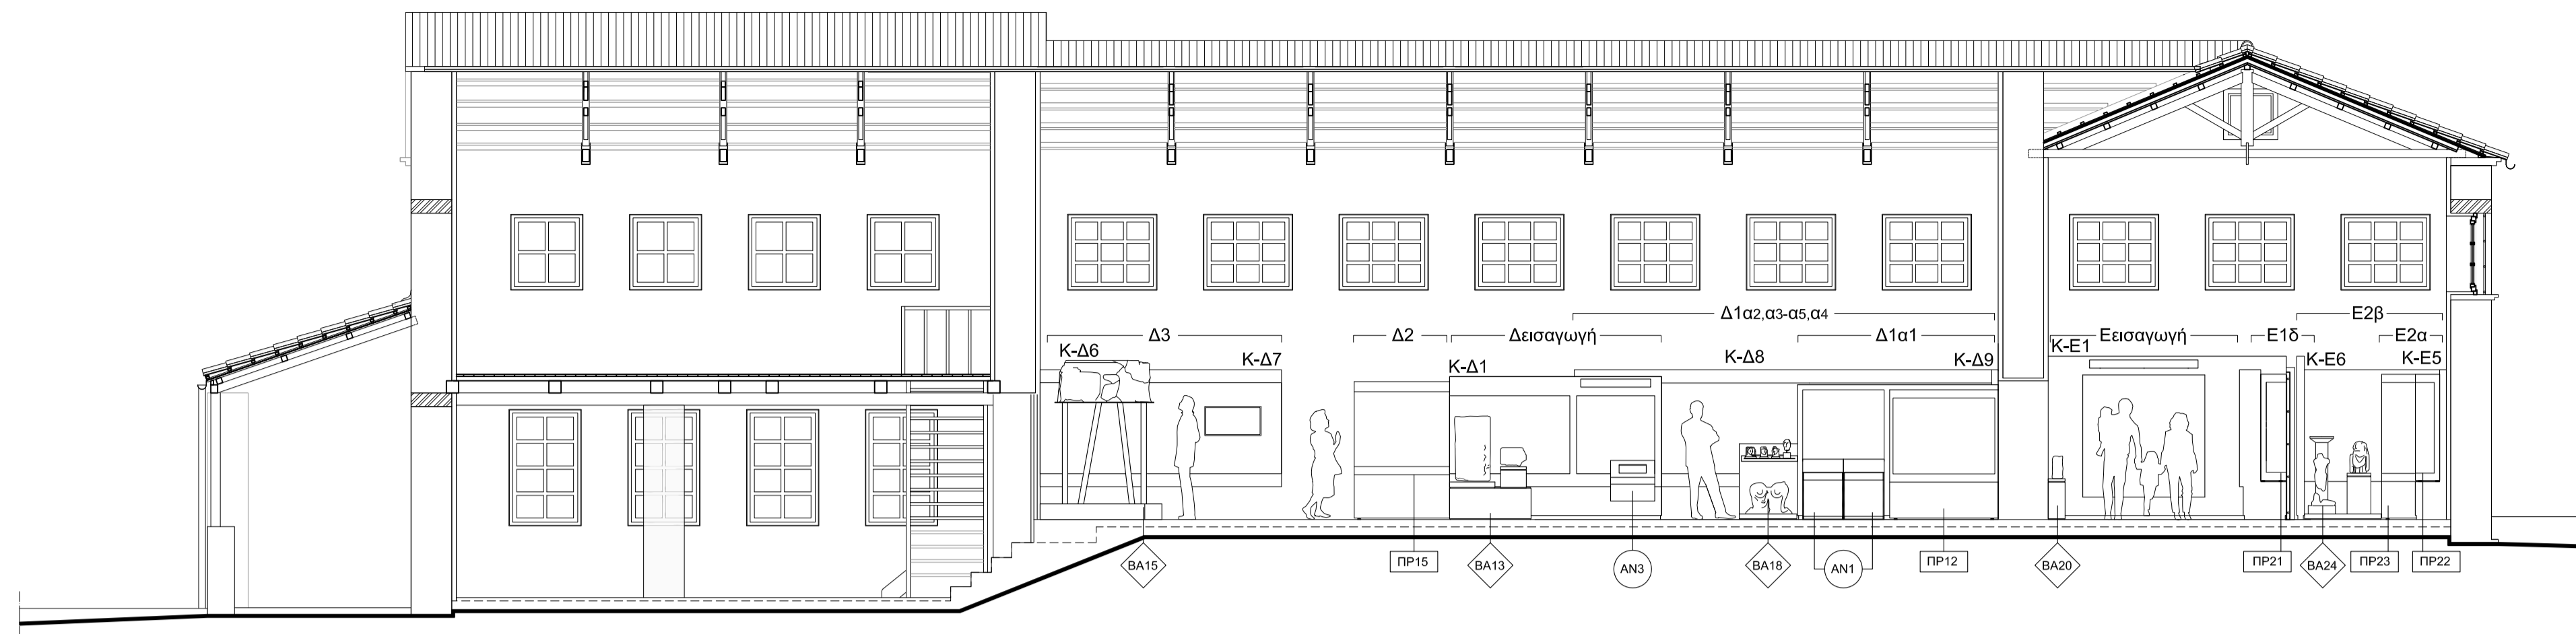 Δ1α2,α3-α5,α4
Ε2β
Δ3
Δ2
Δεισαγωγή
Δ1α1
Εεισαγωγή
Ε1δ
Ε2α
Κ-Δ6
Κ-Δ7
Κ-Δ1
Κ-Δ8
Κ-Δ9
Κ-Ε1
Κ-Ε6
Κ-Ε5
ΒΑ15
ΠΡ15
ΒΑ13
ΑΝ3
ΒΑ18
ΑΝ1
ΠΡ12
ΒΑ20
ΠΡ21
ΒΑ24
ΠΡ23
ΠΡ22